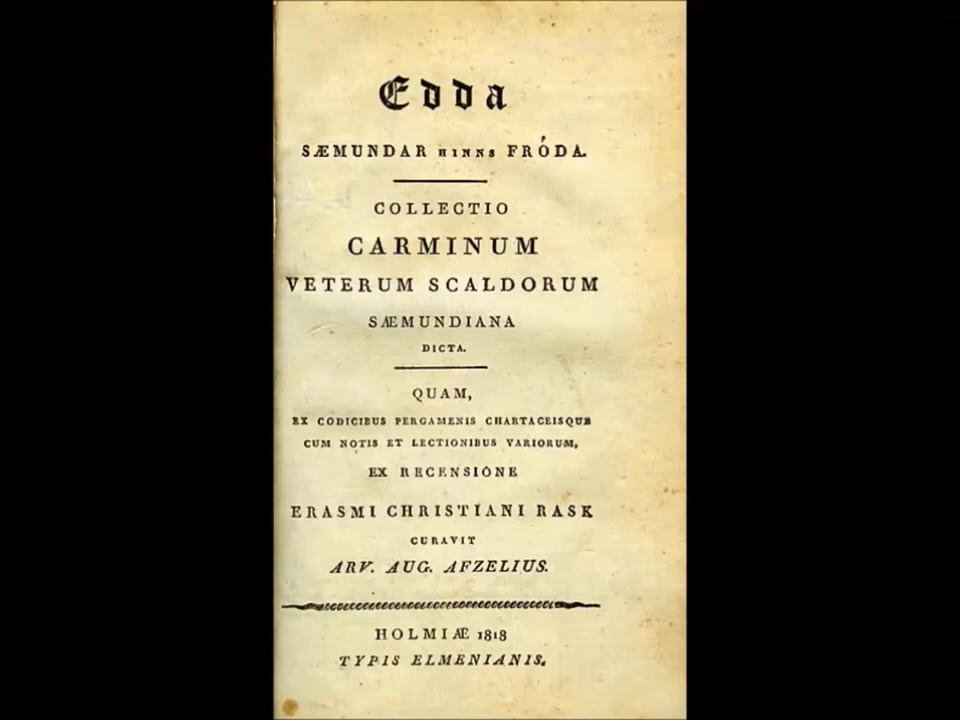 Edda
SÆMUNDAR HINNS FRÓDA.
COLLECTIO
CARMINUM
VETERUM SCALDORUM
SÆMUNDIANA
DICTA.
QUAM,
EX CODICIBUS PERGAMENIS CHARTACEISQUE
CUM NOTIS ET LECTIONIBUS VARIORUM,
EX RECENSIONE
ERASMI CHRISTIANI RASK
CURAVIT
ARV. AUG. AFZELIUS.
HOLMIÆ 1818
TYPIS ELMENIANIS.